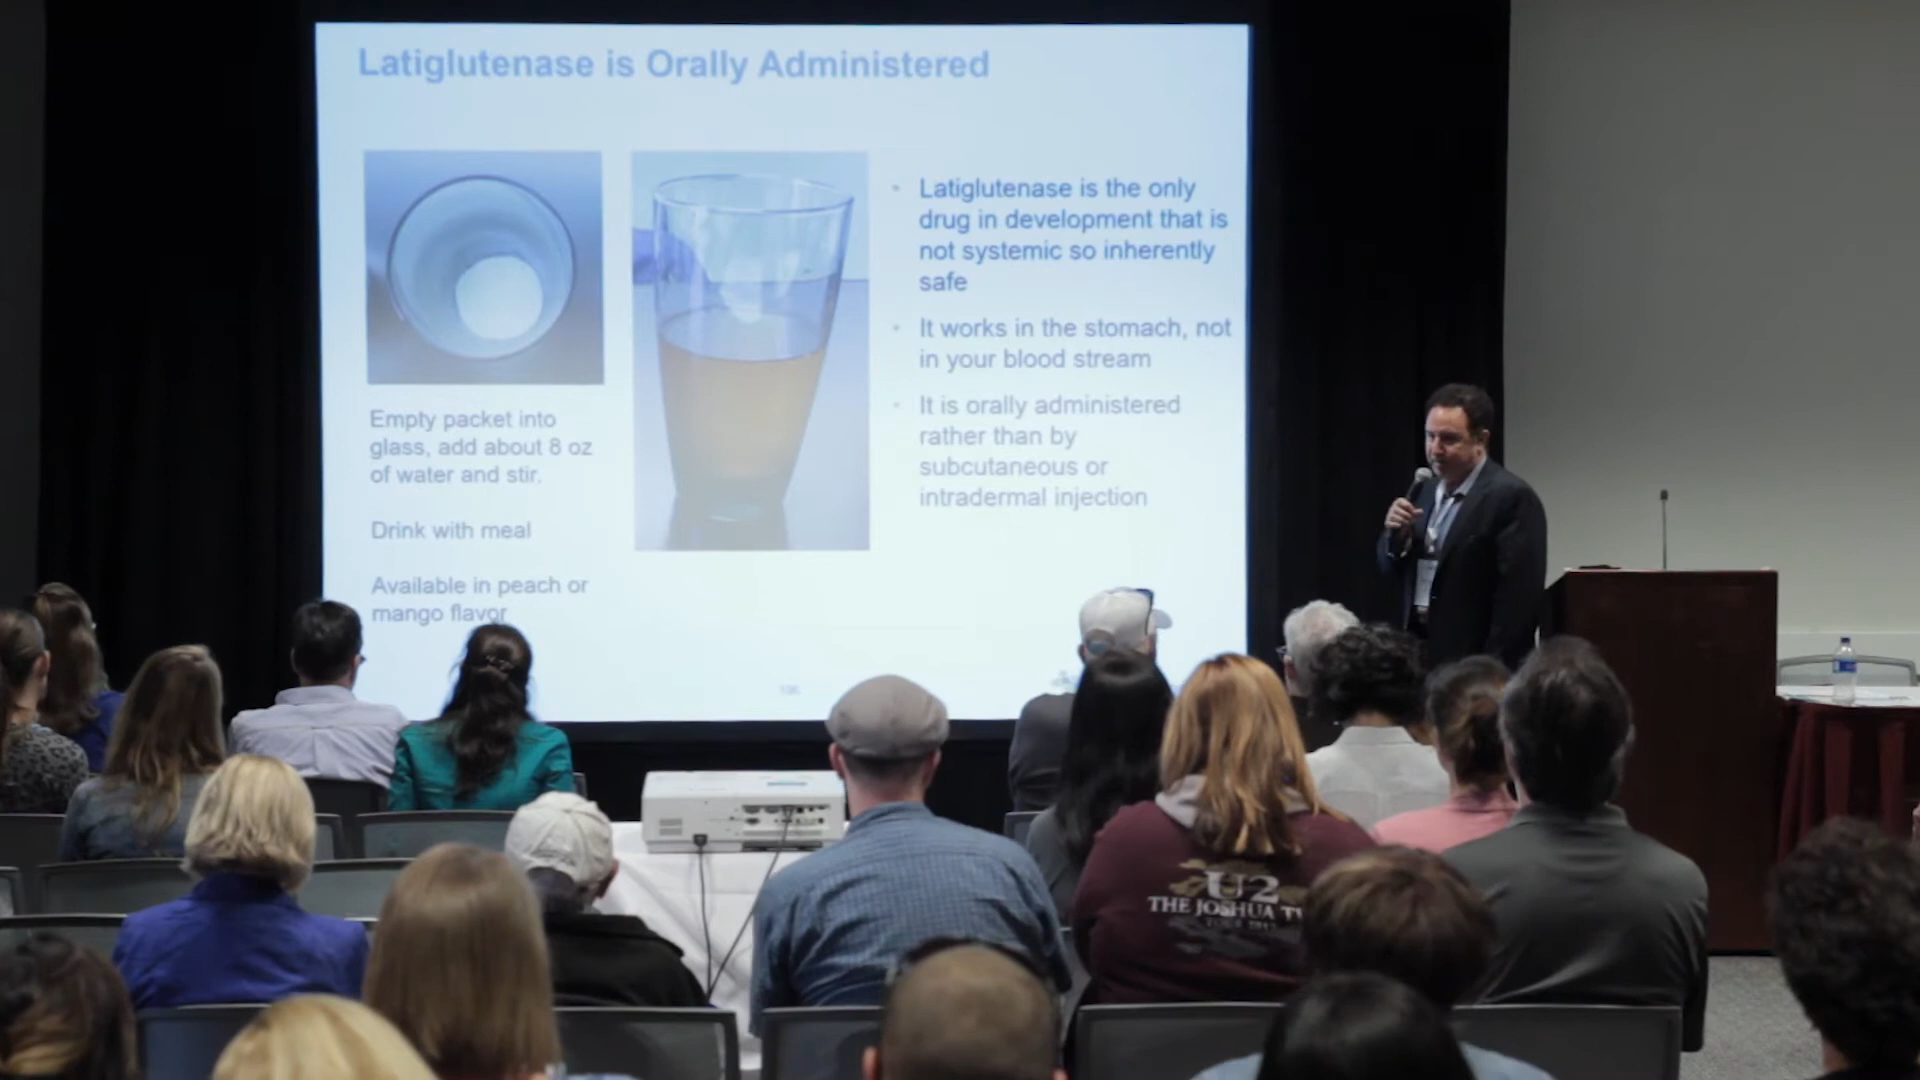 Latiglutenase is Orally Administered
Empty packet into
glass, add about 8 oz
of water and stir.
Drink with meal
Available in peach or
mango flavor
• Latiglutenase is the only
drug in development that is
not systemic so inherently
safe
• It works in the stomach, not
in your blood stream
• It is orally administered
rather than by
subcutaneous or
intradermal injection
U2
THE JOSHUA T